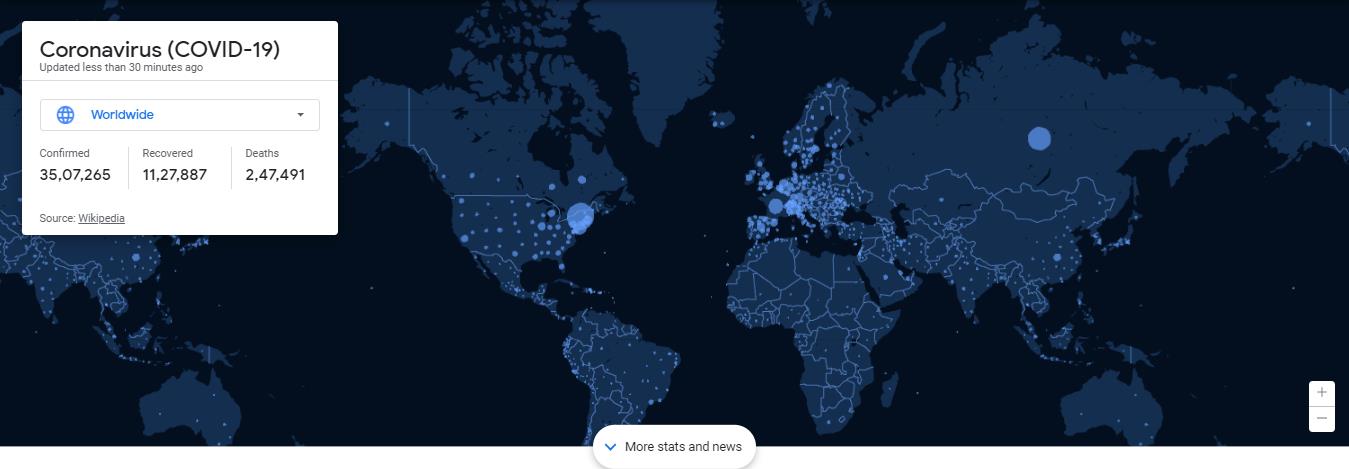 Coronavirus (COVID-19)
Updated less than 30 minutes ago
Worldwide
Confirmed Recovered Deaths
35,07,265 11,27,887 2,47,491
Source: Wikipedia
+
−
More stats and news